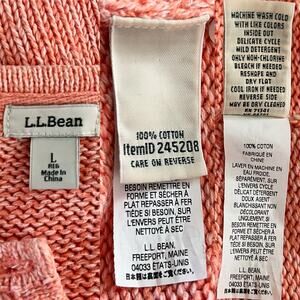 L.L.Bean
L
REG
Made In
China
100% COTTON
ItemID 245208
CARE ON REVERSE
BESOIN REMETTRE EN
FORME ET SÉCHER À
PLAT REPASSER À FER
TIÈDE SI BESOIN, SUR
L'ENVERS PEUT ÊTRE
NETTOYÉ À SEC
L.L. BEAN,
FREEPORT, MAINE
04033 ÉTATS-UNIS
MACHINE WASH COLD
WITH LIKE COLORS
INSIDE OUT
DELICATE CYCLE
MILD DETERGENT
ONLY NON-CHLORINE
BLEACH IF NEEDED
RESHAPE AND
DRY FLAT
COOL IRON IF NEEDED
REVERSE SIDE
MAY BE DRY CLEANED
100% COTON
FABRIQUÉ EN
CHINE
LAVER EN MACHINE EN
EAU FROIDE,
SÉPARÉMENT, SUR
L'ENVERS CYCLE
DÉLICAT DÉTERGENT
DOUX AGENT
BLANCHISSANT NON
DÉCOLORANT
UNIQUEMENT SI
BESOIN REMETTRE EN
FORME ET SÉCHER À
PLAT REPASSER À FER
TIÈDE SI BESOIN, SUR
L'ENVERS PEUT ÊTRE
NETTOYÉ À SEC
L.L. BEAN,
FREEPORT, MAINE
04033 ÉTATS-UNIS